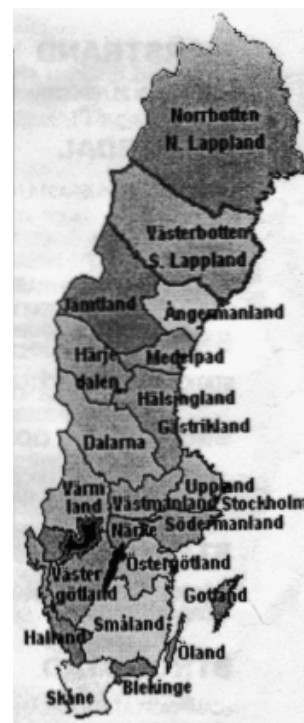 Norrbotten
N. Lappland
Västerbotten
S. Lappland
Jämtland
Ångermanland
Härje
dalen
Medelpad
Hälsingland
Gästrikland
Dalarna
Uppland
Värm
land
Västmanland
Stockholm
Närke
Södermanland
Östergötland
Väster
götland
Gotland
Småland
Halland
Öland
Blekinge
Skåne